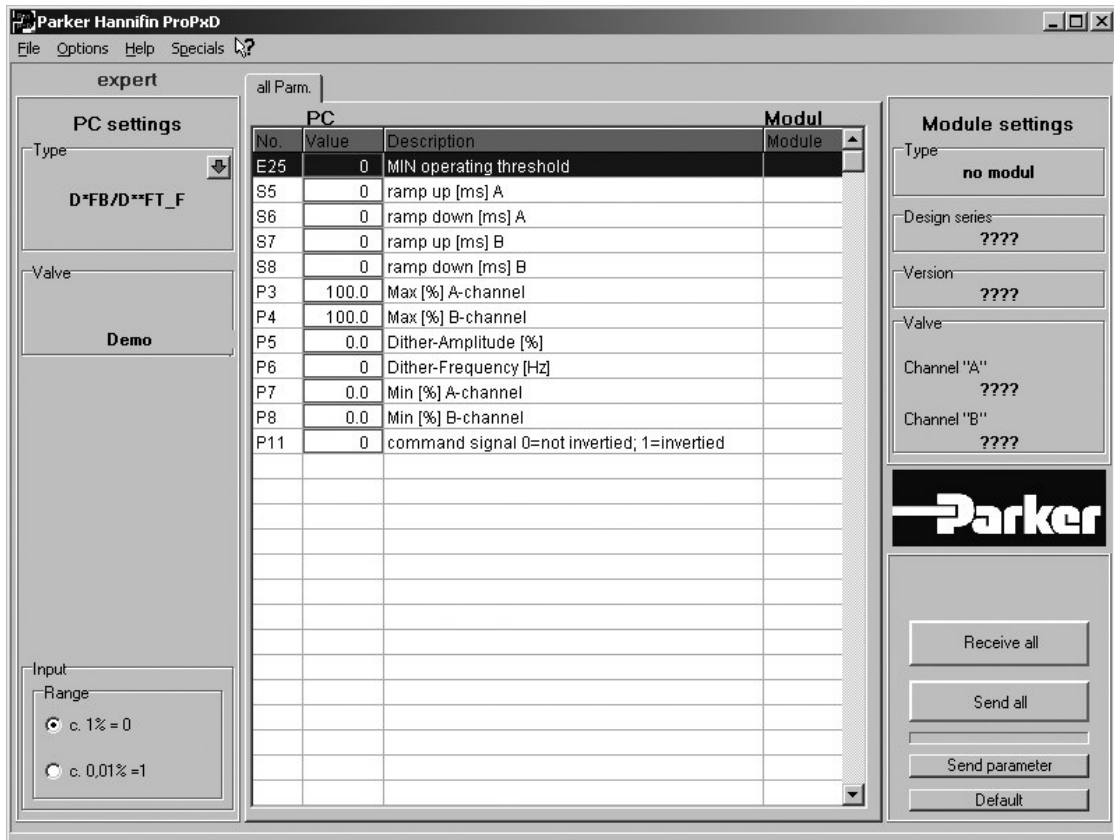 Parker Hannifin ProPxD
File Options Help Specials ?
expert
PC settings
Type
D*FB/D**FT_F
Valve
Demo
Input
Range
c. 1% = 0
c. 0,01% =1
all Parm.
PC Modul
No. Value Description Module
E25 0 MIN operating threshold
S5 0 ramp up [ms] A
S6 0 ramp down [ms] A
S7 0 ramp up [ms] B
S8 0 ramp down [ms] B
P3 100.0 Max [%] A-channel
P4 100.0 Max [%] B-channel
P5 0.0 Dither-Amplitude [%]
P6 0 Dither-Frequency [Hz]
P7 0.0 Min [%] A-channel
P8 0.0 Min [%] B-channel
P11 0 command signal 0=not invertied; 1=invertied
Module settings
Type
no modul
Design series
????
Version
????
Valve
Channel "A"
????
Channel "B"
????
Parker
Receive all
Send all
Send parameter
Default